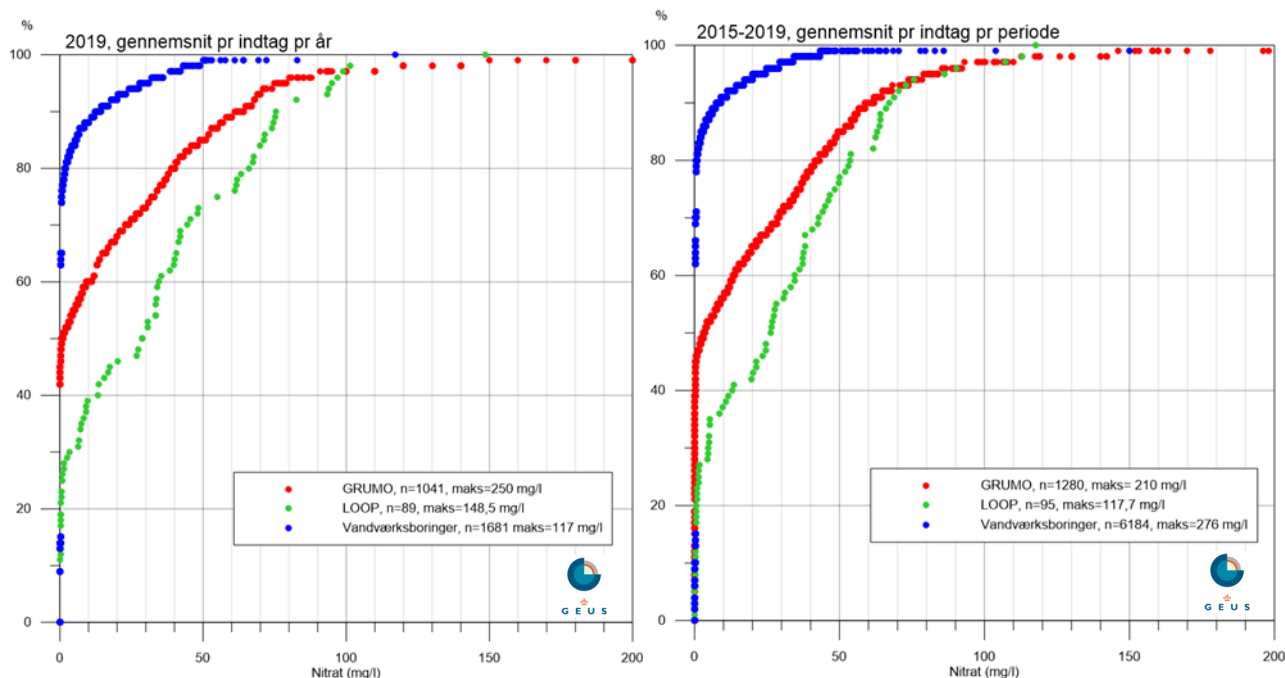 %
2019, gennemsnit pr indtag pr år
100
80
60
40
20
0
0
50
100
150
200
Nitrat (mg/l)
GRUMO, n=1041, maks=250 mg/l
LOOP, n=89, maks=148,5 mg/l
Vandværksboringer, n=1681 maks=117 mg/l
GEUS
%
2015-2019, gennemsnit pr indtag pr periode
100
80
60
40
20
0
0
50
100
150
200
Nitrat (mg/l)
GRUMO, n=1280, maks= 210 mg/l
LOOP, n=95, maks=117,7 mg/l
Vandværksboringer, n=6184, maks=276 mg/l
GEUS